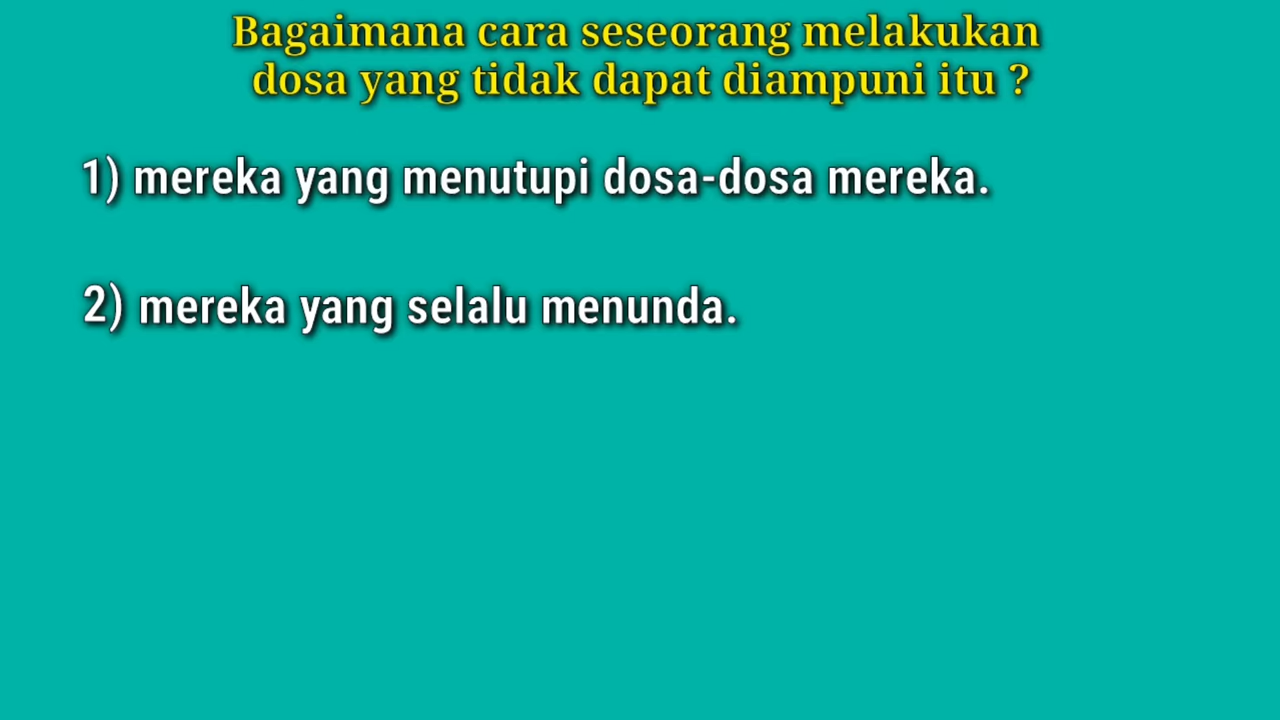 Bagaimana cara seseorang melakukan
dosa yang tidak dapat diampuni itu ?
1) mereka yang menutupi dosa-dosa mereka.
2) mereka yang selalu menunda.